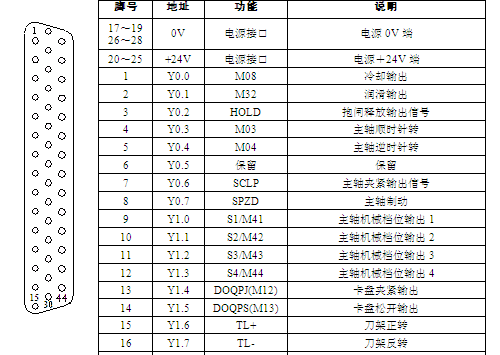 1
15
30
44
脚号 地址 功能 说明
17～19
26～28 0V 电源接口 电源 0V 端
20～25 +24V 电源接口 电源＋24V 端
1 Y0.0 M08 冷却输出
2 Y0.1 M32 润滑输出
3 Y0.2 HOLD 抱闸释放输出信号
4 Y0.3 M03 主轴顺时针转
5 Y0.4 M04 主轴逆时针转
6 Y0.5 保留 保留
7 Y0.6 SCLP 主轴夹紧输出信号
8 Y0.7 SPZD 主轴制动
9 Y1.0 S1/M41 主轴机械档位输出 1
10 Y1.1 S2/M42 主轴机械档位输出 2
11 Y1.2 S3/M43 主轴机械档位输出 3
12 Y1.3 S4/M44 主轴机械档位输出 4
13 Y1.4 DOQPJ(M12) 卡盘夹紧输出
14 Y1.5 DOQPS(M13) 卡盘松开输出
15 Y1.6 TL+ 刀架正转
16 Y1.7 TL- 刀架反转